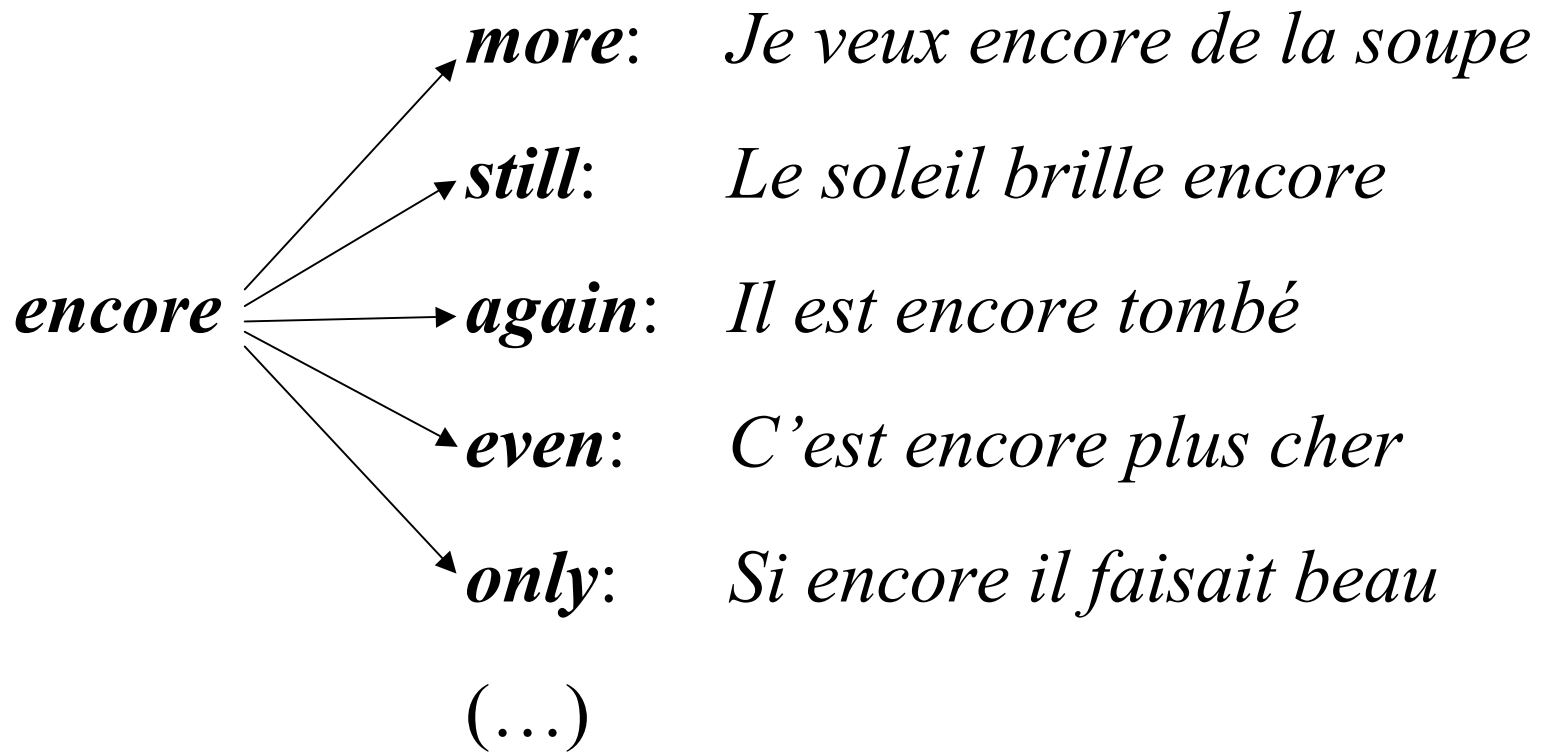 more: Je veux encore de la soupe
still: Le soleil brille encore
encore again: Il est encore tombé
even: C’est encore plus cher
only: Si encore il faisait beau
(…)